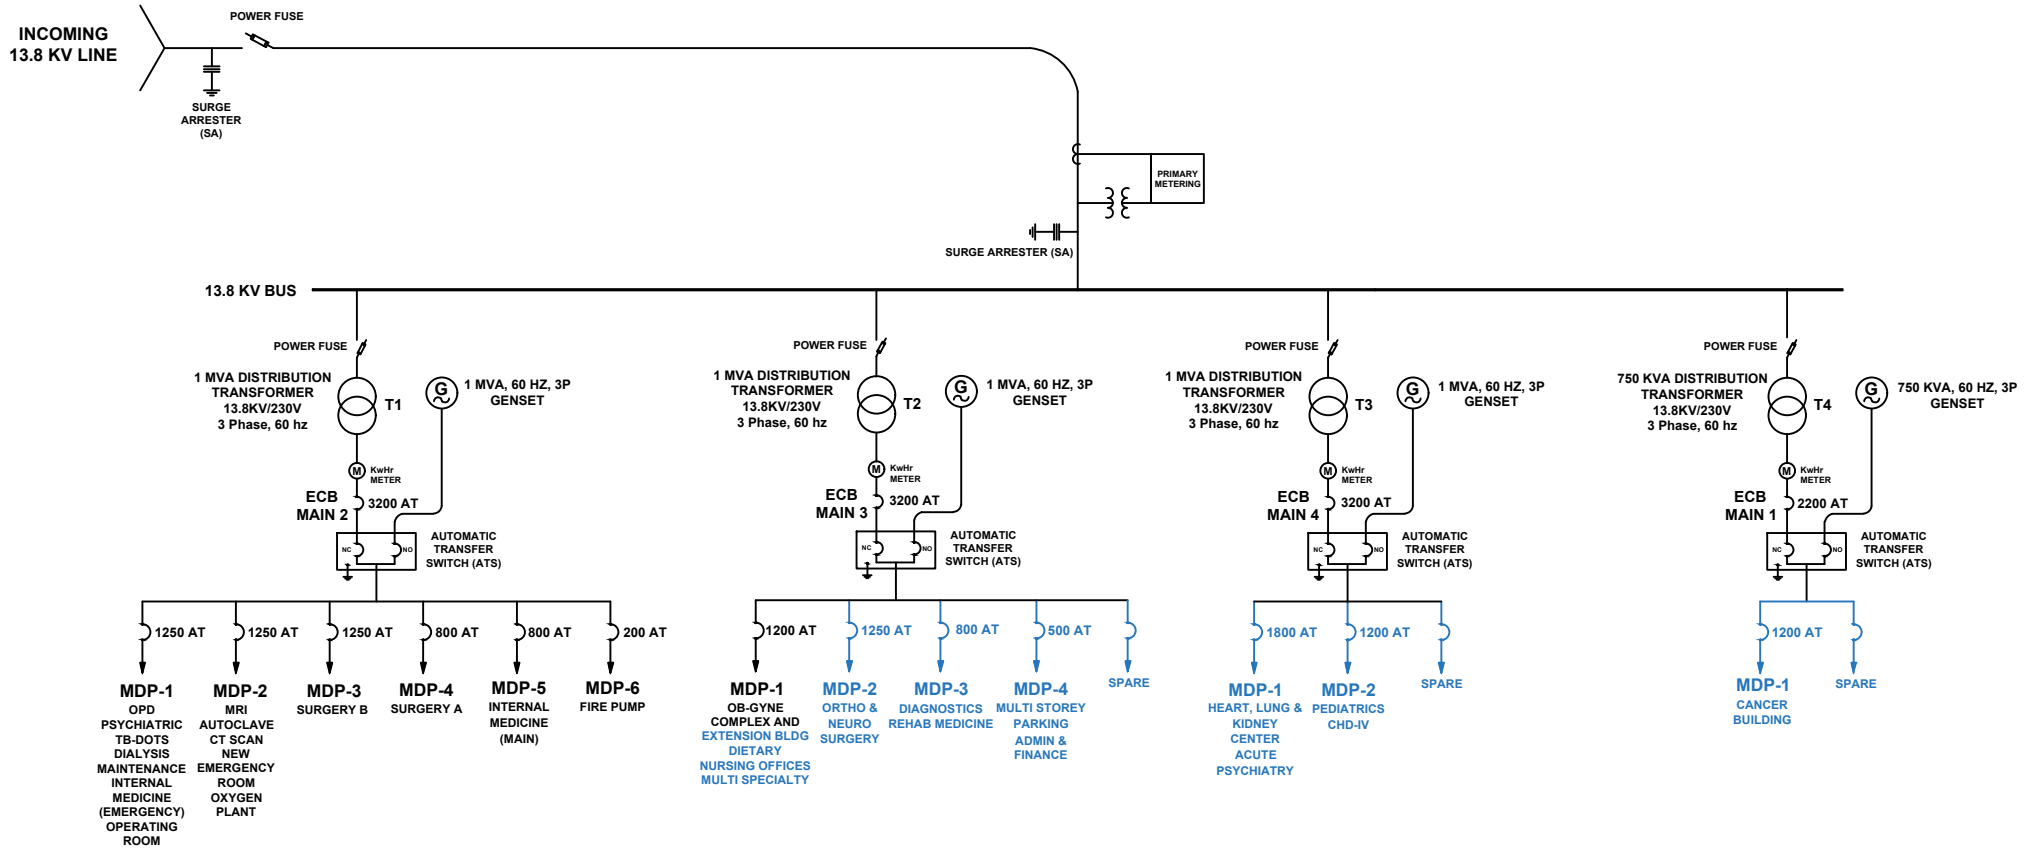 POWER FUSE
INCOMING
13.8 KV LINE
SURGE
ARRESTER
(SA)
PRIMARY
METERING
SURGE ARRESTER (SA)
13.8 KV BUS
POWER FUSE
1 MVA DISTRIBUTION
TRANSFORMER
13.8KV/230V
3 Phase, 60 hz
T1
G
1 MVA, 60 HZ, 3P
GENSET
M
KwHr
METER
ECB
MAIN 2
3200 AT
NC
NO
AUTOMATIC
TRANSFER
SWITCH (ATS)
POWER FUSE
1 MVA DISTRIBUTION
TRANSFORMER
13.8KV/230V
3 Phase, 60 hz
T2
G
1 MVA, 60 HZ, 3P
GENSET
M
KwHr
METER
ECB
MAIN 3
3200 AT
NC
NO
AUTOMATIC
TRANSFER
SWITCH (ATS)
POWER FUSE
1 MVA DISTRIBUTION
TRANSFORMER
13.8KV/230V
3 Phase, 60 hz
T3
G
1 MVA, 60 HZ, 3P
GENSET
M
KwHr
METER
ECB
MAIN 4
3200 AT
NC
NO
AUTOMATIC
TRANSFER
SWITCH (ATS)
POWER FUSE
750 KVA DISTRIBUTION
TRANSFORMER
13.8KV/230V
3 Phase, 60 hz
T4
G
750 KVA, 60 HZ, 3P
GENSET
M
KwHr
METER
ECB
MAIN 1
2200 AT
NC
NO
AUTOMATIC
TRANSFER
SWITCH (ATS)
1250 AT
MDP-1
OPD
PSYCHIATRIC
TB-DOTS
DIALYSIS
MAINTENANCE
INTERNAL
MEDICINE
(EMERGENCY)
OPERATING
ROOM
1250 AT
MDP-2
MRI
AUTOCLAVE
CT SCAN
NEW
EMERGENCY
ROOM
OXYGEN
PLANT
1250 AT
MDP-3
SURGERY B
800 AT
MDP-4
SURGERY A
800 AT
MDP-5
INTERNAL
MEDICINE
(MAIN)
200 AT
MDP-6
FIRE PUMP
1200 AT
MDP-1
OB-GYNE
COMPLEX AND
EXTENSION BLDG
DIETARY
NURSING OFFICES
MULTI SPECIALTY
1250 AT
MDP-2
ORTHO &
NEURO
SURGERY
800 AT
MDP-3
DIAGNOSTICS
REHAB MEDICINE
500 AT
MDP-4
MULTI STOREY
PARKING
ADMIN &
FINANCE
SPARE
1800 AT
MDP-1
HEART, LUNG &
KIDNEY
CENTER
ACUTE
PSYCHIATRY
1200 AT
MDP-2
PEDIATRICS
CHD-IV
SPARE
1200 AT
MDP-1
CANCER
BUILDING
SPARE